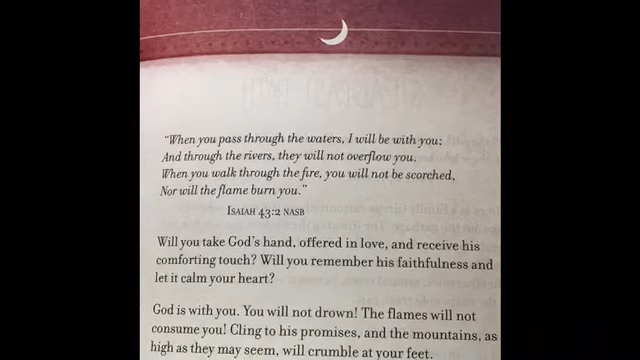 “When you pass through the waters, I will be with you;
And through the rivers, they will not overflow you.
When you walk through the fire, you will not be scorched,
Nor will the flame burn you.”
ISAIAH 43:2 NASB
Will you take God’s hand, offered in love, and receive his
comforting touch? Will you remember his faithfulness and
let it calm your heart?
God is with you. You will not drown! The flames will not
consume you! Cling to his promises, and the mountains, as
high as they may seem, will crumble at your feet.